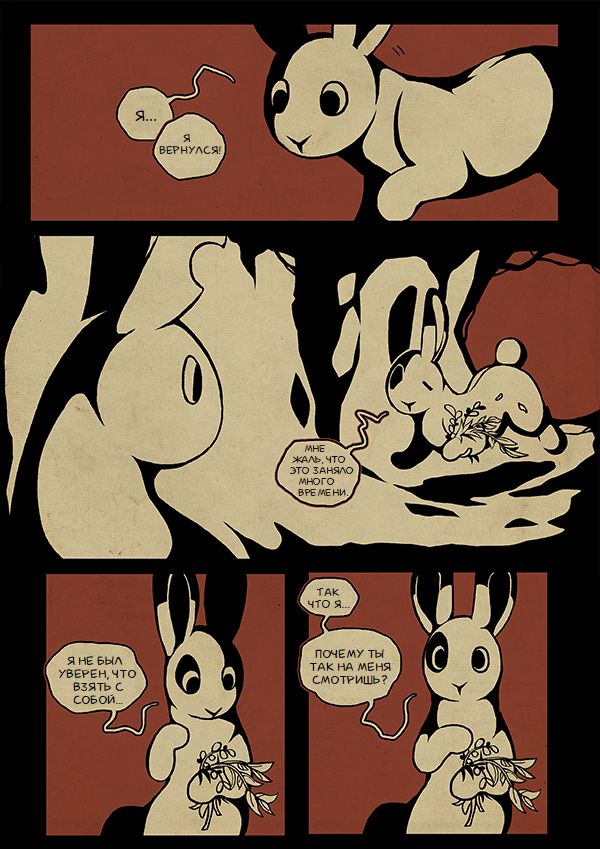 Я...
Я
ВЕРНУЛСЯ!
МНЕ
ЖАЛЬ, ЧТО
ЭТО ЗАНЯЛО
МНОГО
ВРЕМЕНИ.
Я НЕ БЫЛ
УВЕРЕН, ЧТО
ВЗЯТЬ С
СОБОЙ...
ТАК
ЧТО Я...
ПОЧЕМУ ТЫ
ТАК НА МЕНЯ
СМОТРИШЬ?